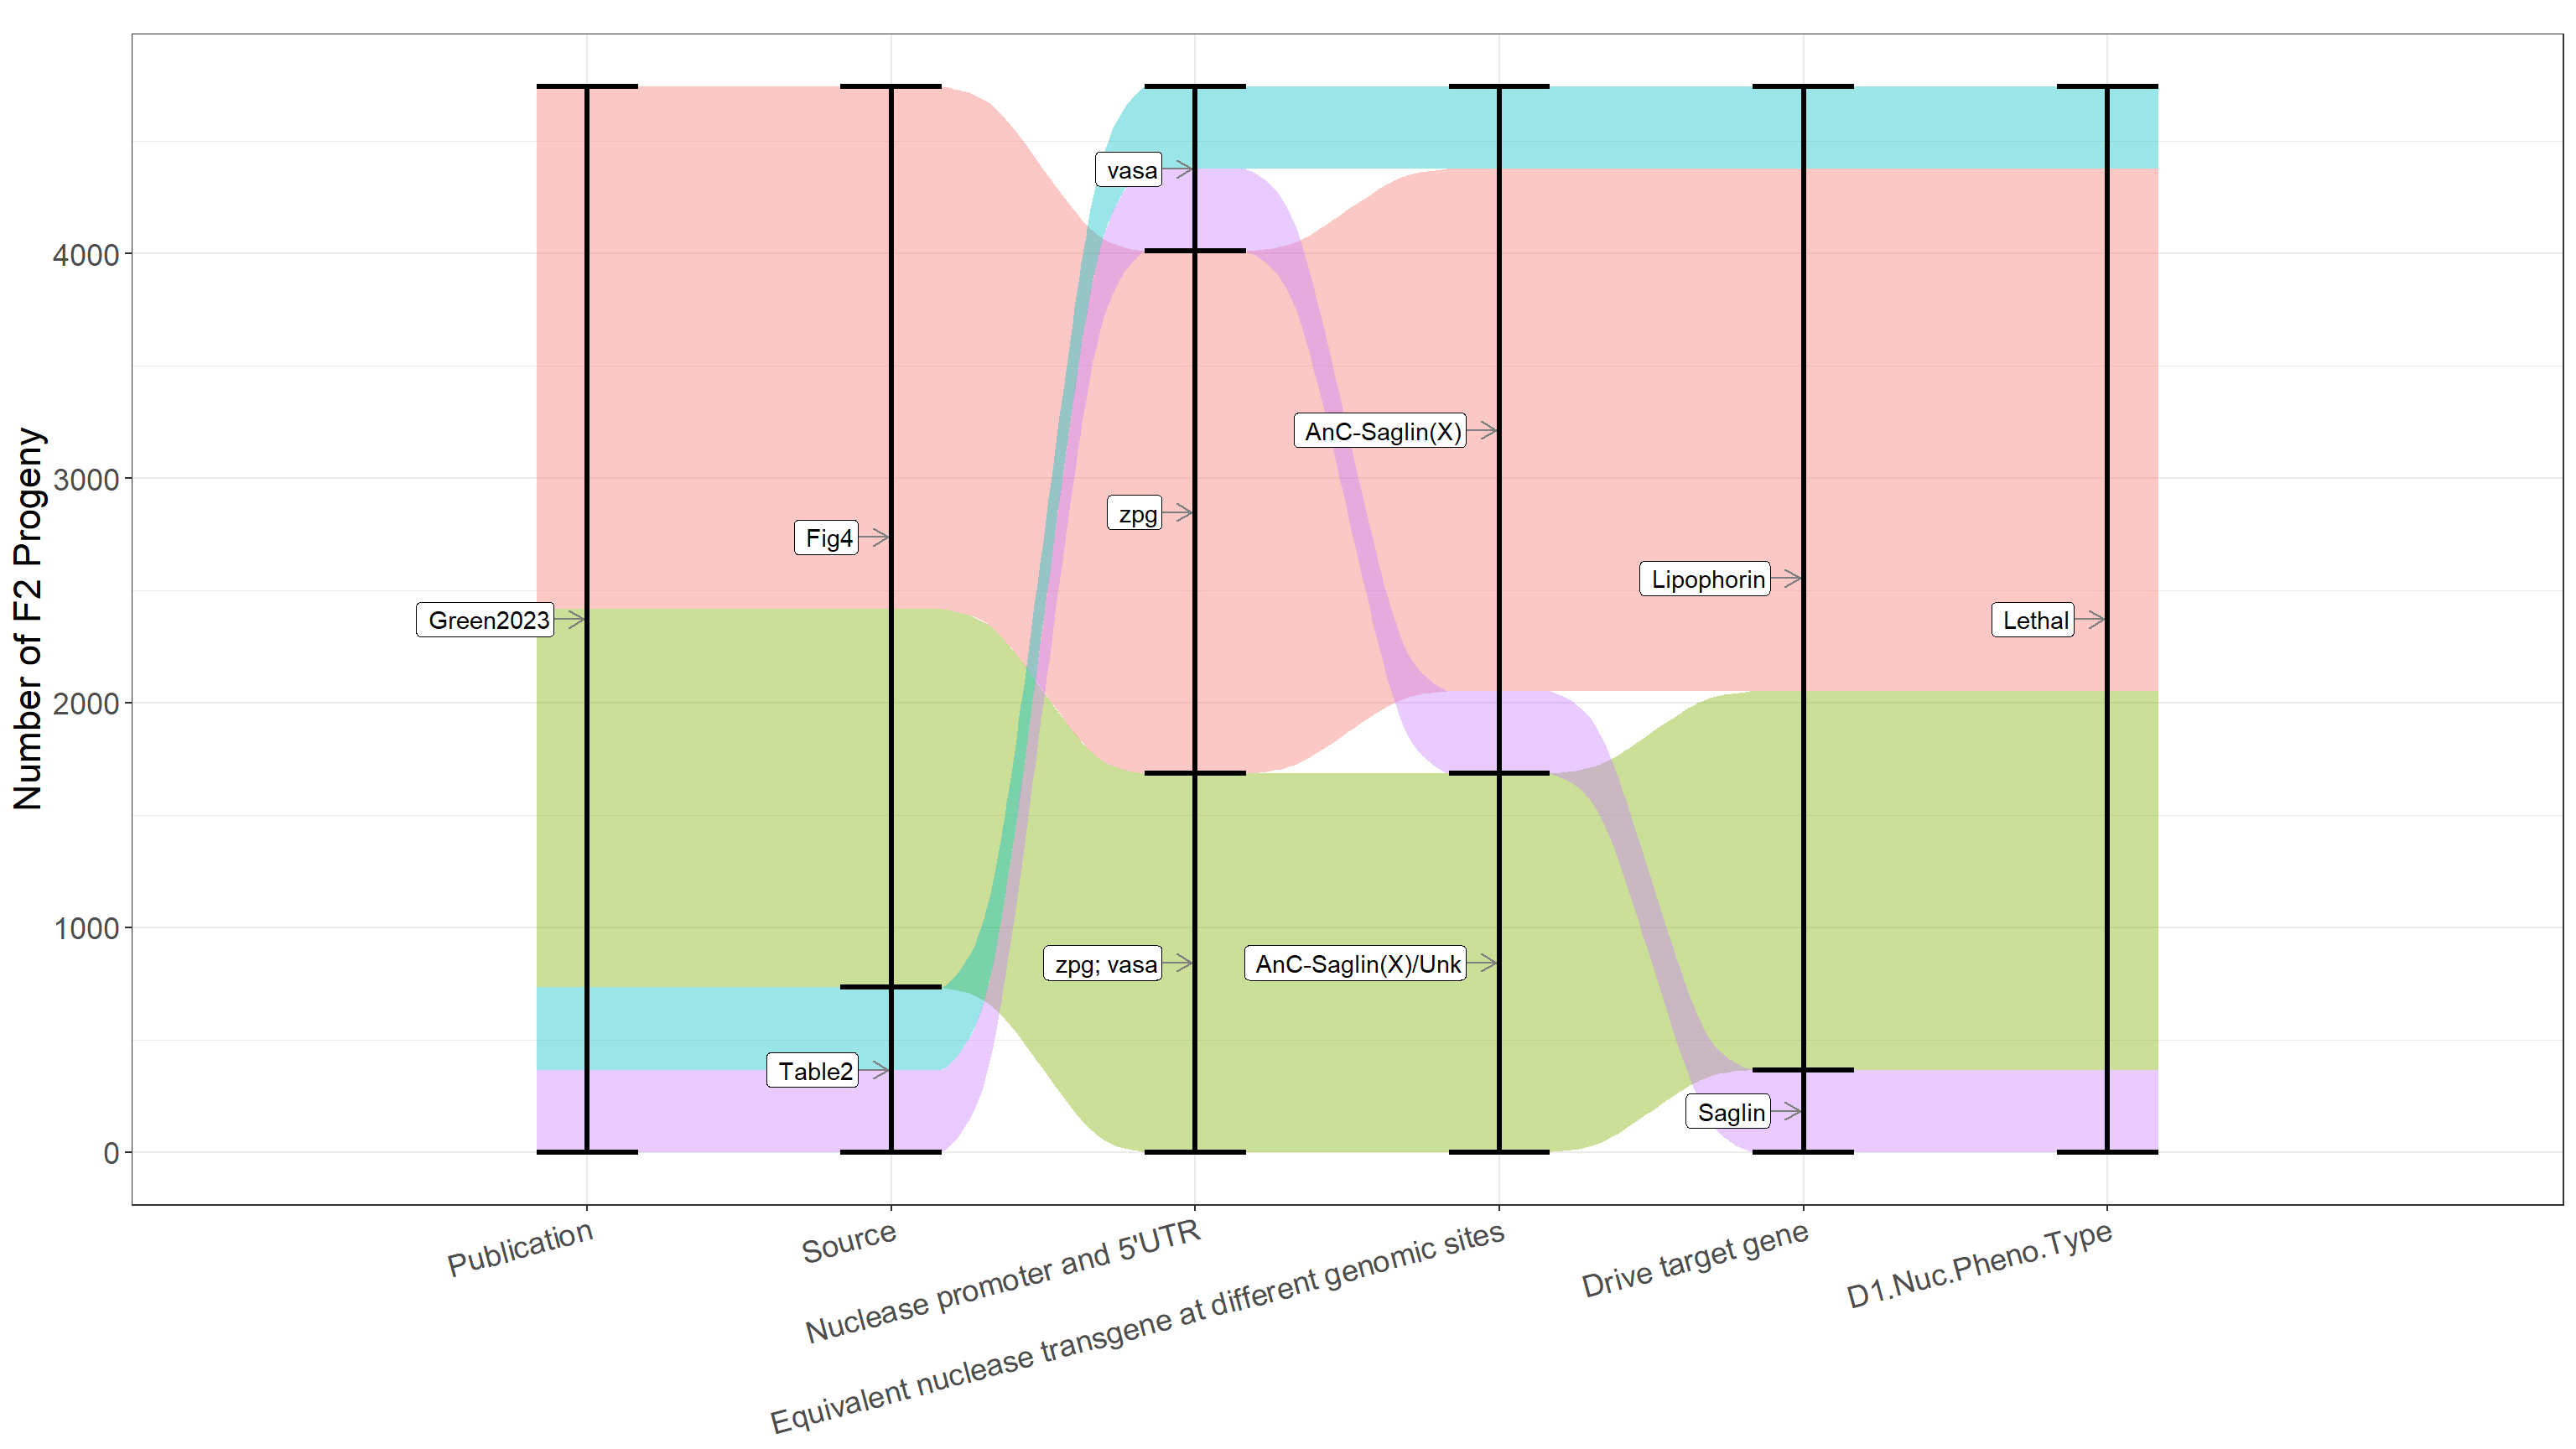 Number of F2 Progeny
4000
3000
2000
1000
0
vasa
AnC-Saglin(X)
zpg
Fig4
Lipophorin
Green2023
Lethal
zpg; vasa
AnC-Saglin(X)/Unk
Table2
Saglin
Publication
Source
Nuclease promoter and 5'UTR
Equivalent nuclease transgene at different genomic sites
Drive target gene
D1.Nuc.Pheno.Type